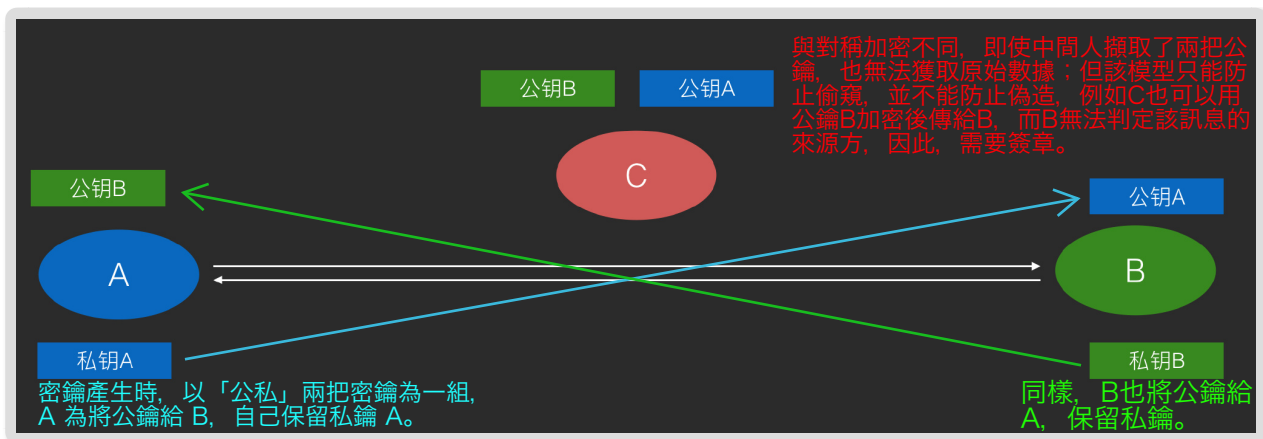 與對稱加密不同，即使中間人擷取了兩把公
鑰，也無法獲取原始數據；但該模型只能防
止偷窺，並不能防止偽造，例如C也可以用
公鑰B加密後傳給B，而B無法判定該訊息的
來源方，因此，需要簽章。
公钥B
公钥A
C
公钥B
公钥A
A
B
私钥A
私钥B
密鑰產生時，以「公私」兩把密鑰為一組，
A 為將公鑰給 B，自己保留私鑰 A。
同樣，B也將公鑰給
A，保留私鑰。